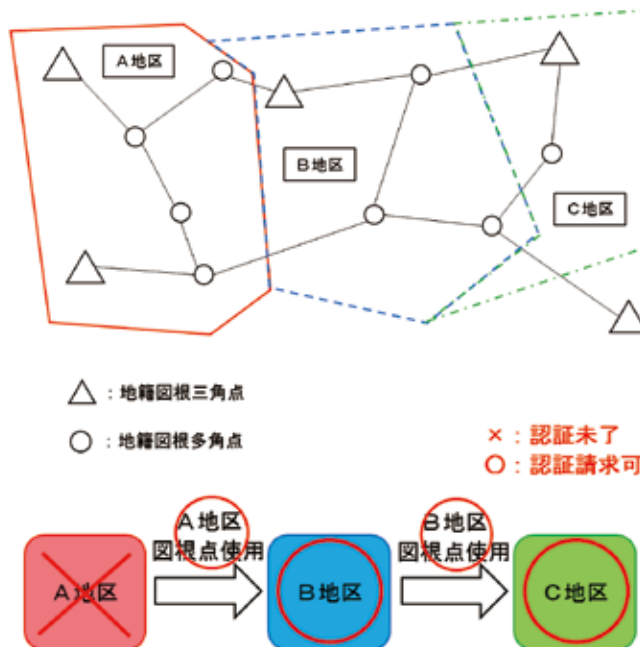 A地区
B地区
C地区
：地籍図根三角点
：地籍図根多角点
×：認証未了
○：認証請求可
A地区
図根点使用
B地区
図根点使用
A地区
B地区
C地区